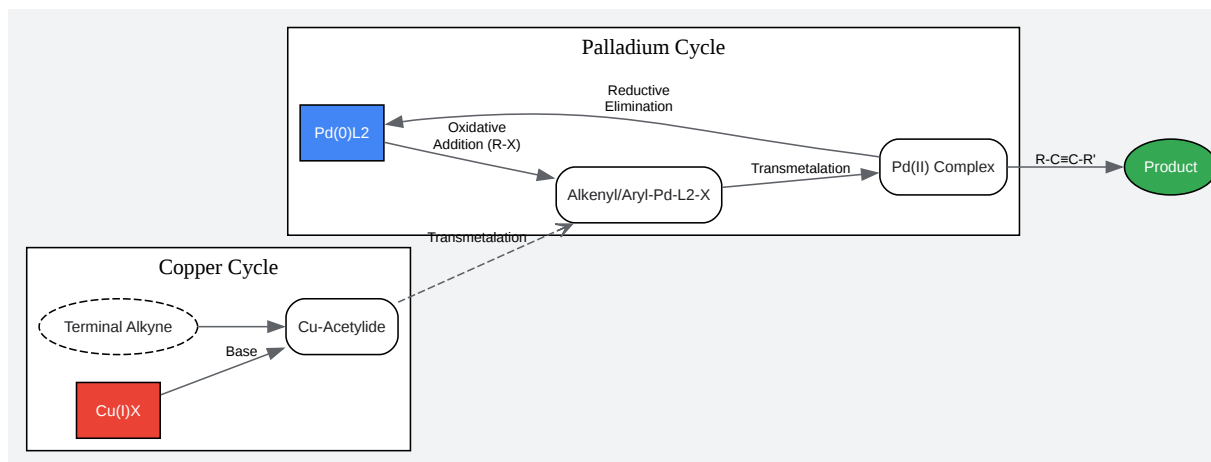 Palladium Cycle
Reductive
Elimination
Pd(0)L2
Oxidative
Addition (R-X)
Alkenyl/Aryl-Pd-L2-X
Transmetalation
Pd(II) Complex
R-C≡C-R'
Product
Transmetalation
Copper Cycle
Terminal Alkyne
Cu-Acetylide
Base
Cu(I)X